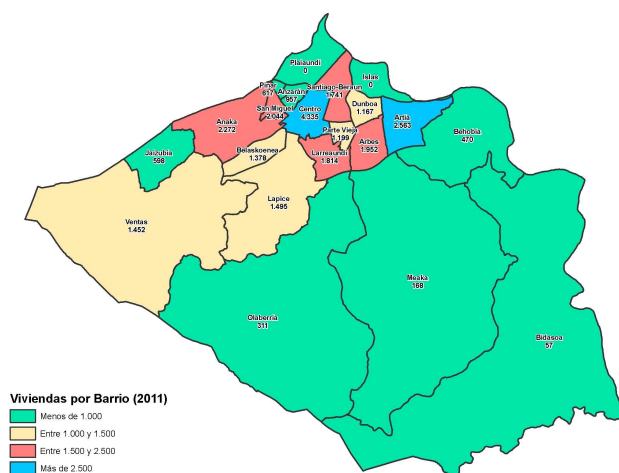 Plaiaundi
0
Islas
0
Pinar
617
Anzaran
957
Santiago-Beraun
1.741
San Miguel
2.044
Centro
4.335
Dunboa
1.167
Artia
2.563
Anaka
2.272
Parte Vieja
1.199
Behobia
470
Jaizubia
598
Belaskoenea
1.378
Larreaundi
1.814
Arbes
1.952
Lapice
1.495
Ventas
1.452
Meaka
168
Olaberria
311
Bidasoa
57
Viviendas por Barrio (2011)
Menos de 1.000
Entre 1.000 y 1.500
Entre 1.500 y 2.500
Más de 2.500